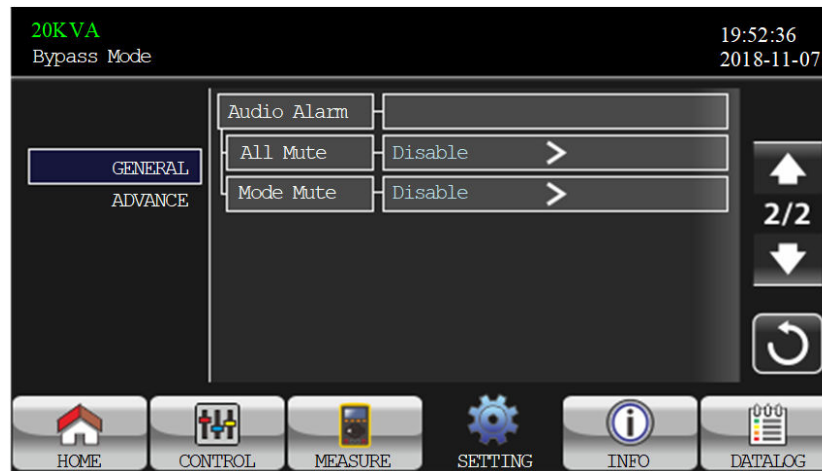 20KVA
Bypass Mode
19:52:36
2018-11-07
GENERAL
ADVANCE
Audio Alarm
All Mute Disable >
Mode Mute Disable >
2/2
HOME CONTROL MEASURE SETTING INFO DATALOG